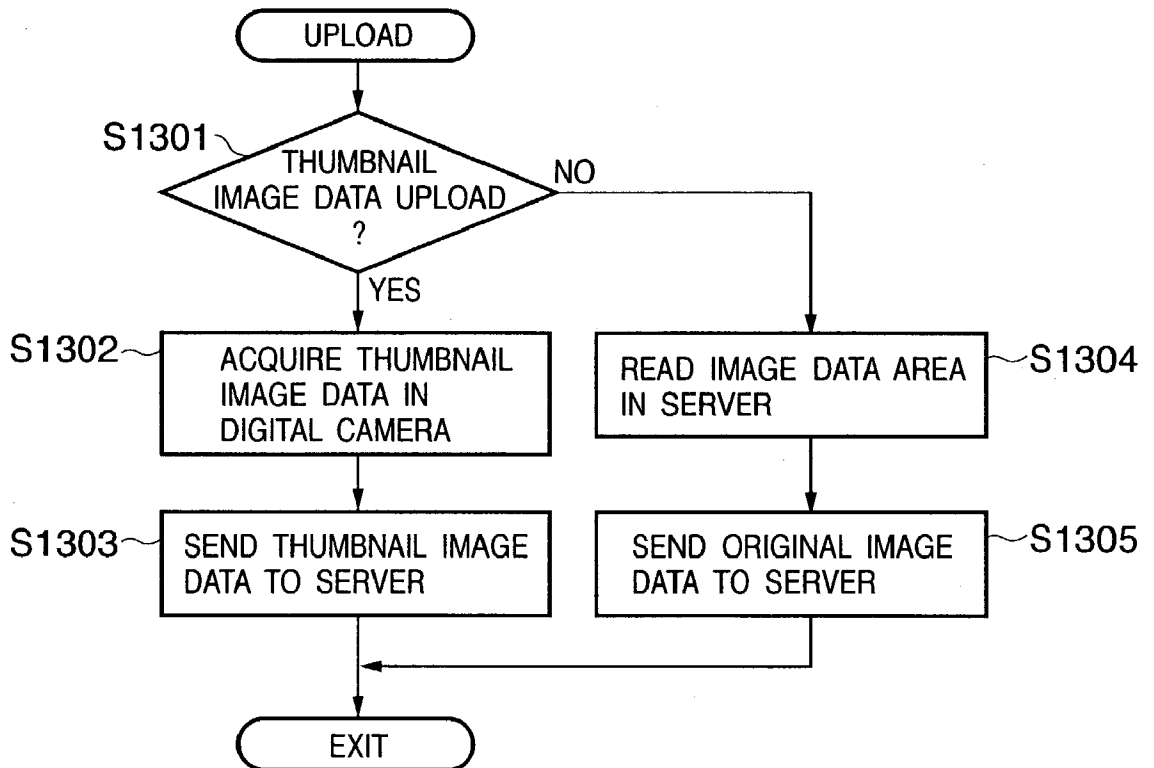 UPLOAD
S1301
THUMBNAIL
IMAGE DATA UPLOAD
?
NO
YES
S1302
ACQUIRE THUMBNAIL
IMAGE DATA IN
DIGITAL CAMERA
S1304
READ IMAGE DATA AREA
IN SERVER
S1303
SEND THUMBNAIL IMAGE
DATA TO SERVER
S1305
SEND ORIGINAL IMAGE
DATA TO SERVER
EXIT